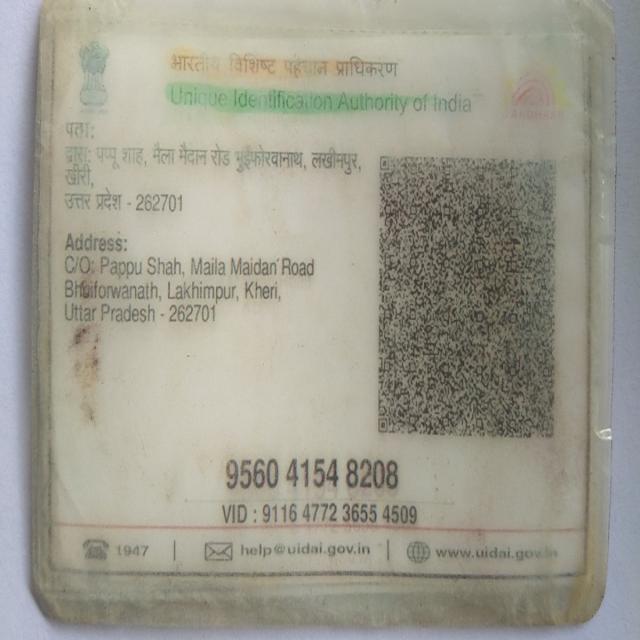 भारतीय विशिष्ट पहचान प्राधिकरण
Unique Identification Authority of India
AADHAAR
पता:
द्वारा: पप्पू शाह, मैला मैदान रोड भुईफोरवानाथ, लखीमपुर,
खीरी,
उत्तर प्रदेश - 262701
Address:
C/O: Pappu Shah, Maila Maidan Road
Bhuiforwanath, Lakhimpur, Kheri,
Uttar Pradesh - 262701
9560 4154 8208
VID : 9116 4772 3655 4509
1947 | help@uidai.gov.in | www.uidai.gov.in